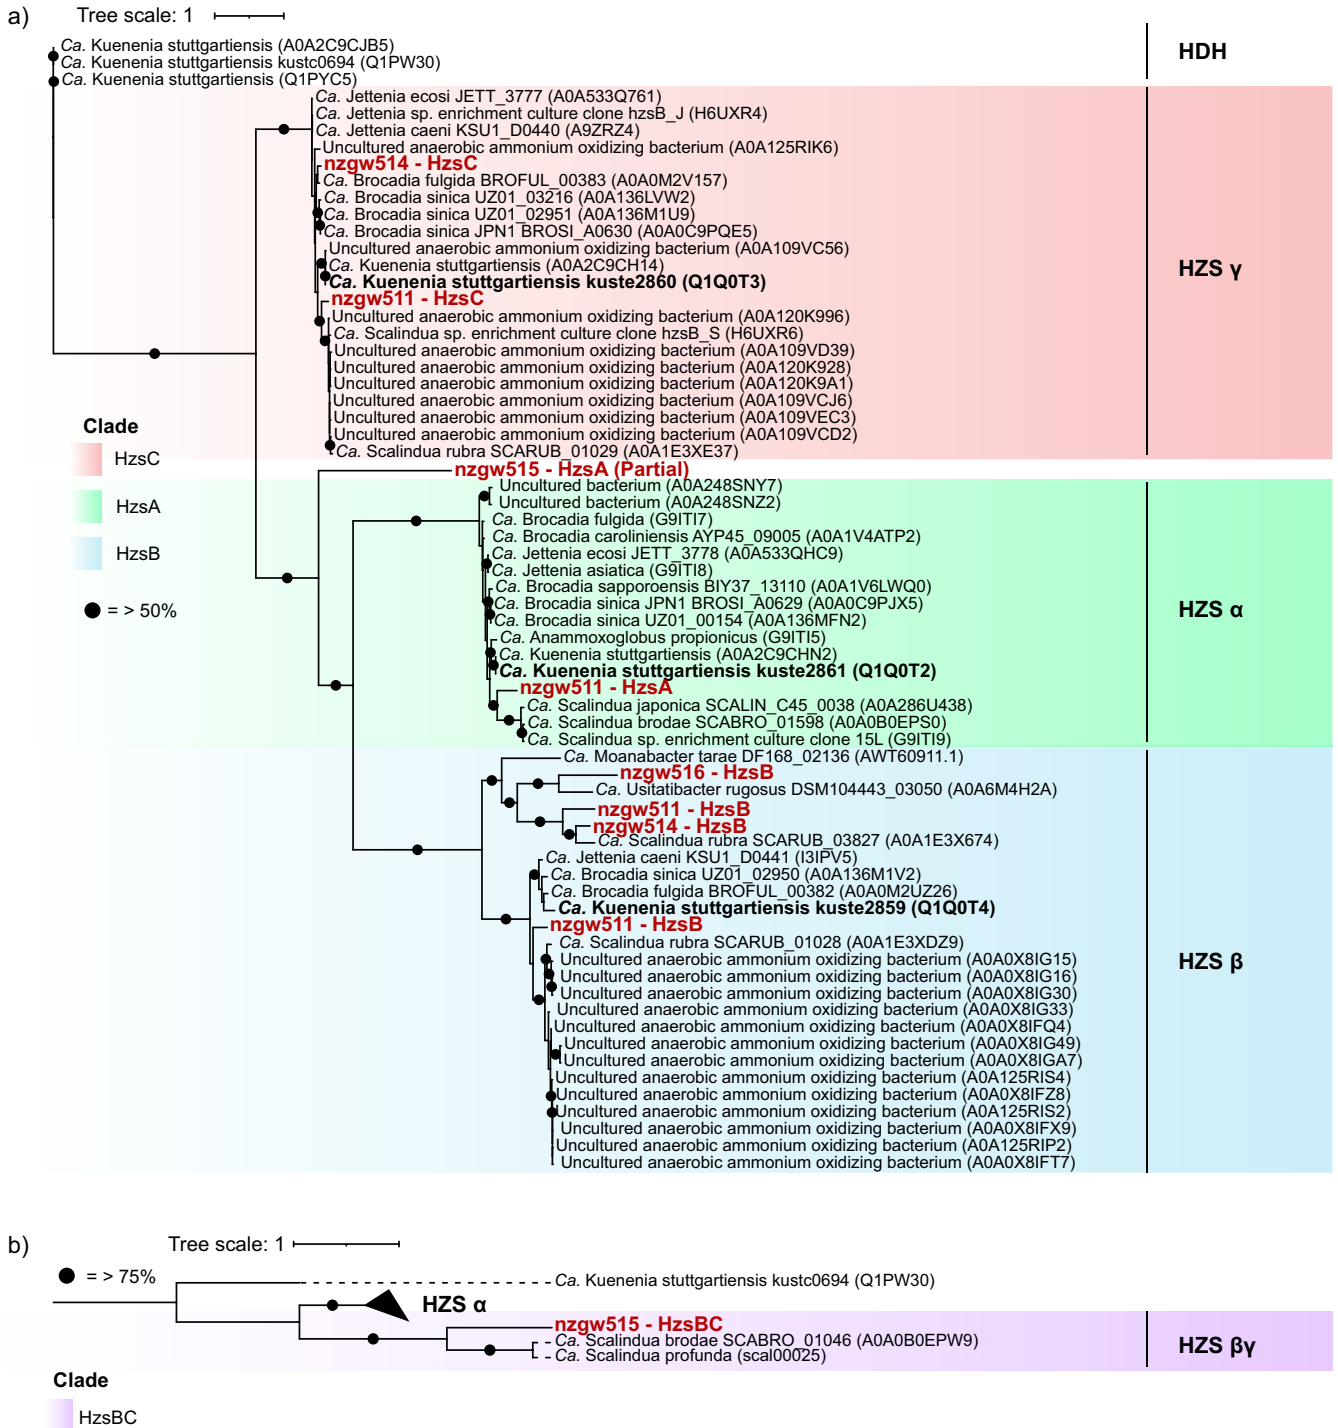 a)
Tree scale: 1
Ca. Kuenenia stuttgartiensis (A0A2C9CJB5)
Ca. Kuenenia stuttgartiensis kustc0694 (Q1PW30)
Ca. Kuenenia stuttgartiensis (Q1PYC5)
HDH
Ca. Jettenia ecosi JETT_3777 (A0A533Q761)
Ca. Jettenia sp. enrichment culture clone hzsB_J (H6UXR4)
Ca. Jettenia caeni KSU1_D0440 (A9ZRZ4)
Uncultured anaerobic ammonium oxidizing bacterium (A0A125RIK6)
nzgw514 - HzsC
Ca. Brocadia fulgida BROFUL_00383 (A0A0M2V157)
Ca. Brocadia sinica UZ01_03216 (A0A136LVW2)
Ca. Brocadia sinica UZ01_02951 (A0A136M1U9)
Ca. Brocadia sinica JPN1 BROSI_A0630 (A0A0C9PQE5)
Uncultured anaerobic ammonium oxidizing bacterium (A0A109VC56)
Ca. Kuenenia stuttgartiensis (A0A2C9CH14)
Ca. Kuenenia stuttgartiensis kuste2860 (Q1Q0T3)
nzgw511 - HzsC
Uncultured anaerobic ammonium oxidizing bacterium (A0A120K996)
Ca. Scalindua sp. enrichment culture clone hzsB_S (H6UXR6)
Uncultured anaerobic ammonium oxidizing bacterium (A0A109VD39)
Uncultured anaerobic ammonium oxidizing bacterium (A0A120K928)
Uncultured anaerobic ammonium oxidizing bacterium (A0A120K9A1)
Uncultured anaerobic ammonium oxidizing bacterium (A0A109VCJ6)
Uncultured anaerobic ammonium oxidizing bacterium (A0A109VEC3)
Uncultured anaerobic ammonium oxidizing bacterium (A0A109VCD2)
Ca. Scalindua rubra SCARUB_01029 (A0A1E3XE37)
HZS γ
Clade
HzsC
HzsA
HzsB
= > 50%
nzgw515 - HzsA (Partial)
Uncultured bacterium (A0A248SNY7)
Uncultured bacterium (A0A248SNZ2)
Ca. Brocadia fulgida (G9ITI7)
Ca. Brocadia caroliniensis AYP45_09005 (A0A1V4ATP2)
Ca. Jettenia ecosi JETT_3778 (A0A533QHC9)
Ca. Jettenia asiatica (G9ITI8)
Ca. Brocadia sapporoensis BIY37_13110 (A0A1V6LWQ0)
Ca. Brocadia sinica JPN1 BROSI_A0629 (A0A0C9PJX5)
Ca. Brocadia sinica UZ01_00154 (A0A136MFN2)
Ca. Anammoxoglobus propionicus (G9ITI5)
Ca. Kuenenia stuttgartiensis (A0A2C9CHN2)
Ca. Kuenenia stuttgartiensis kuste2861 (Q1Q0T2)
nzgw511 - HzsA
Ca. Scalindua japonica SCALIN_C45_0038 (A0A286U438)
Ca. Scalindua brodae SCABRO_01598 (A0A0B0EPS0)
Ca. Scalindua sp. enrichment culture clone 15L (G9ITI9)
HZS α
Ca. Moanabacter tarae DF168_02136 (AWT60911.1)
nzgw516 - HzsB
Ca. Usitatibacter rugosus DSM104443_03050 (A0A6M4H2A)
nzgw511 - HzsB
nzgw514 - HzsB
Ca. Scalindua rubra SCARUB_03827 (A0A1E3X674)
Ca. Jettenia caeni KSU1_D0441 (I3IPV5)
Ca. Brocadia sinica UZ01_02950 (A0A136M1V2)
Ca. Brocadia fulgida BROFUL_00382 (A0A0M2UZ26)
Ca. Kuenenia stuttgartiensis kuste2859 (Q1Q0T4)
nzgw511 - HzsB
Ca. Scalindua rubra SCARUB_01028 (A0A1E3XDZ9)
Uncultured anaerobic ammonium oxidizing bacterium (A0A0X8IG15)
Uncultured anaerobic ammonium oxidizing bacterium (A0A0X8IG16)
Uncultured anaerobic ammonium oxidizing bacterium (A0A0X8IG30)
Uncultured anaerobic ammonium oxidizing bacterium (A0A0X8IG33)
Uncultured anaerobic ammonium oxidizing bacterium (A0A0X8IFQ4)
Uncultured anaerobic ammonium oxidizing bacterium (A0A0X8IG49)
Uncultured anaerobic ammonium oxidizing bacterium (A0A0X8IGA7)
Uncultured anaerobic ammonium oxidizing bacterium (A0A125RIS4)
Uncultured anaerobic ammonium oxidizing bacterium (A0A0X8IFZ8)
Uncultured anaerobic ammonium oxidizing bacterium (A0A125RIS2)
Uncultured anaerobic ammonium oxidizing bacterium (A0A0X8IFX9)
Uncultured anaerobic ammonium oxidizing bacterium (A0A125RIP2)
Uncultured anaerobic ammonium oxidizing bacterium (A0A0X8IFT7)
HZS β
b)
Tree scale: 1
= > 75%
Ca. Kuenenia stuttgartiensis kustc0694 (Q1PW30)
HZS α
nzgw515 - HzsBC
Ca. Scalindua brodae SCABRO_01046 (A0A0B0EPW9)
Ca. Scalindua profunda (scal00025)
HZS βγ
Clade
HzsBC